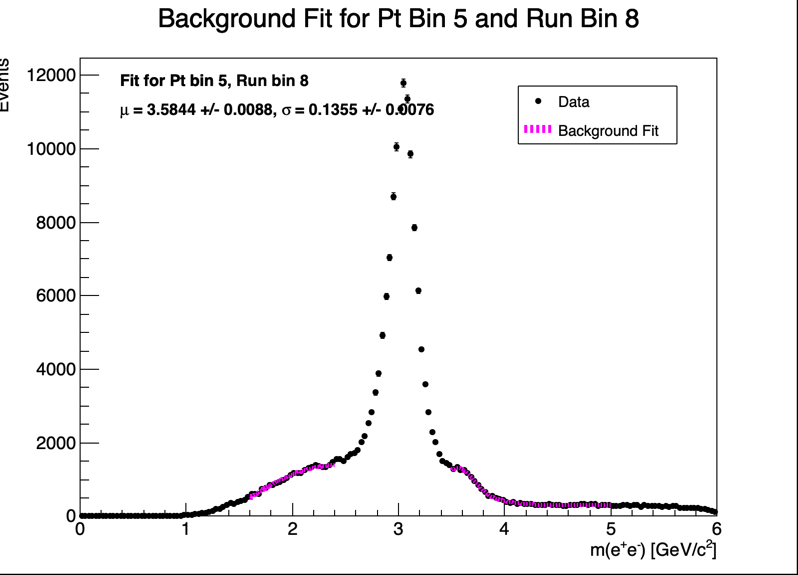 Background Fit for Pt Bin 5 and Run Bin 8
Events
12000
10000
8000
6000
4000
2000
0
Fit for Pt bin 5, Run bin 8
μ = 3.5844 +/- 0.0088, σ = 0.1355 +/- 0.0076
Data
Background Fit
0 1 2 3 4 5 6
m(e⁺e⁻) [GeV/c²]